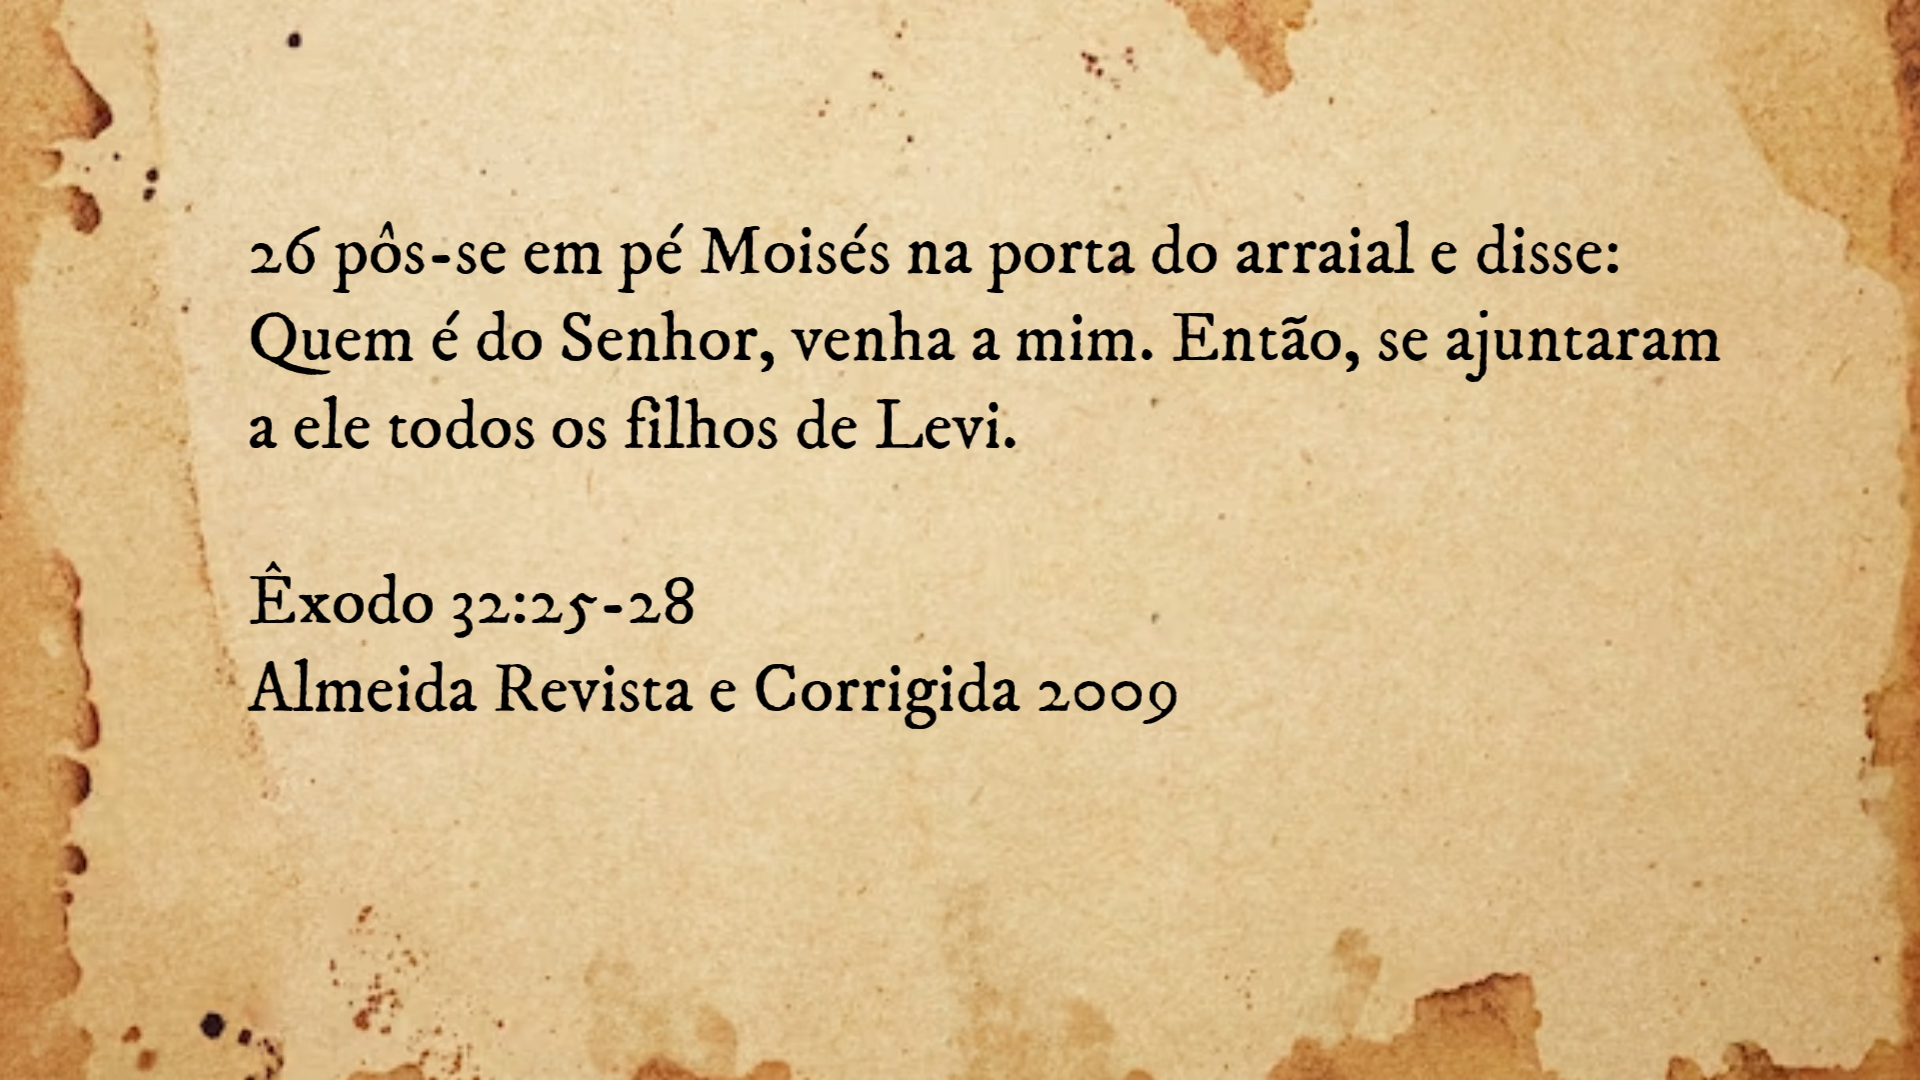 26 pôs-se em pé Moisés na porta do arraial e disse:
Quem é do Senhor, venha a mim. Então, se ajuntaram
a ele todos os filhos de Levi.
Êxodo 32:25-28
Almeida Revista e Corrigida 2009